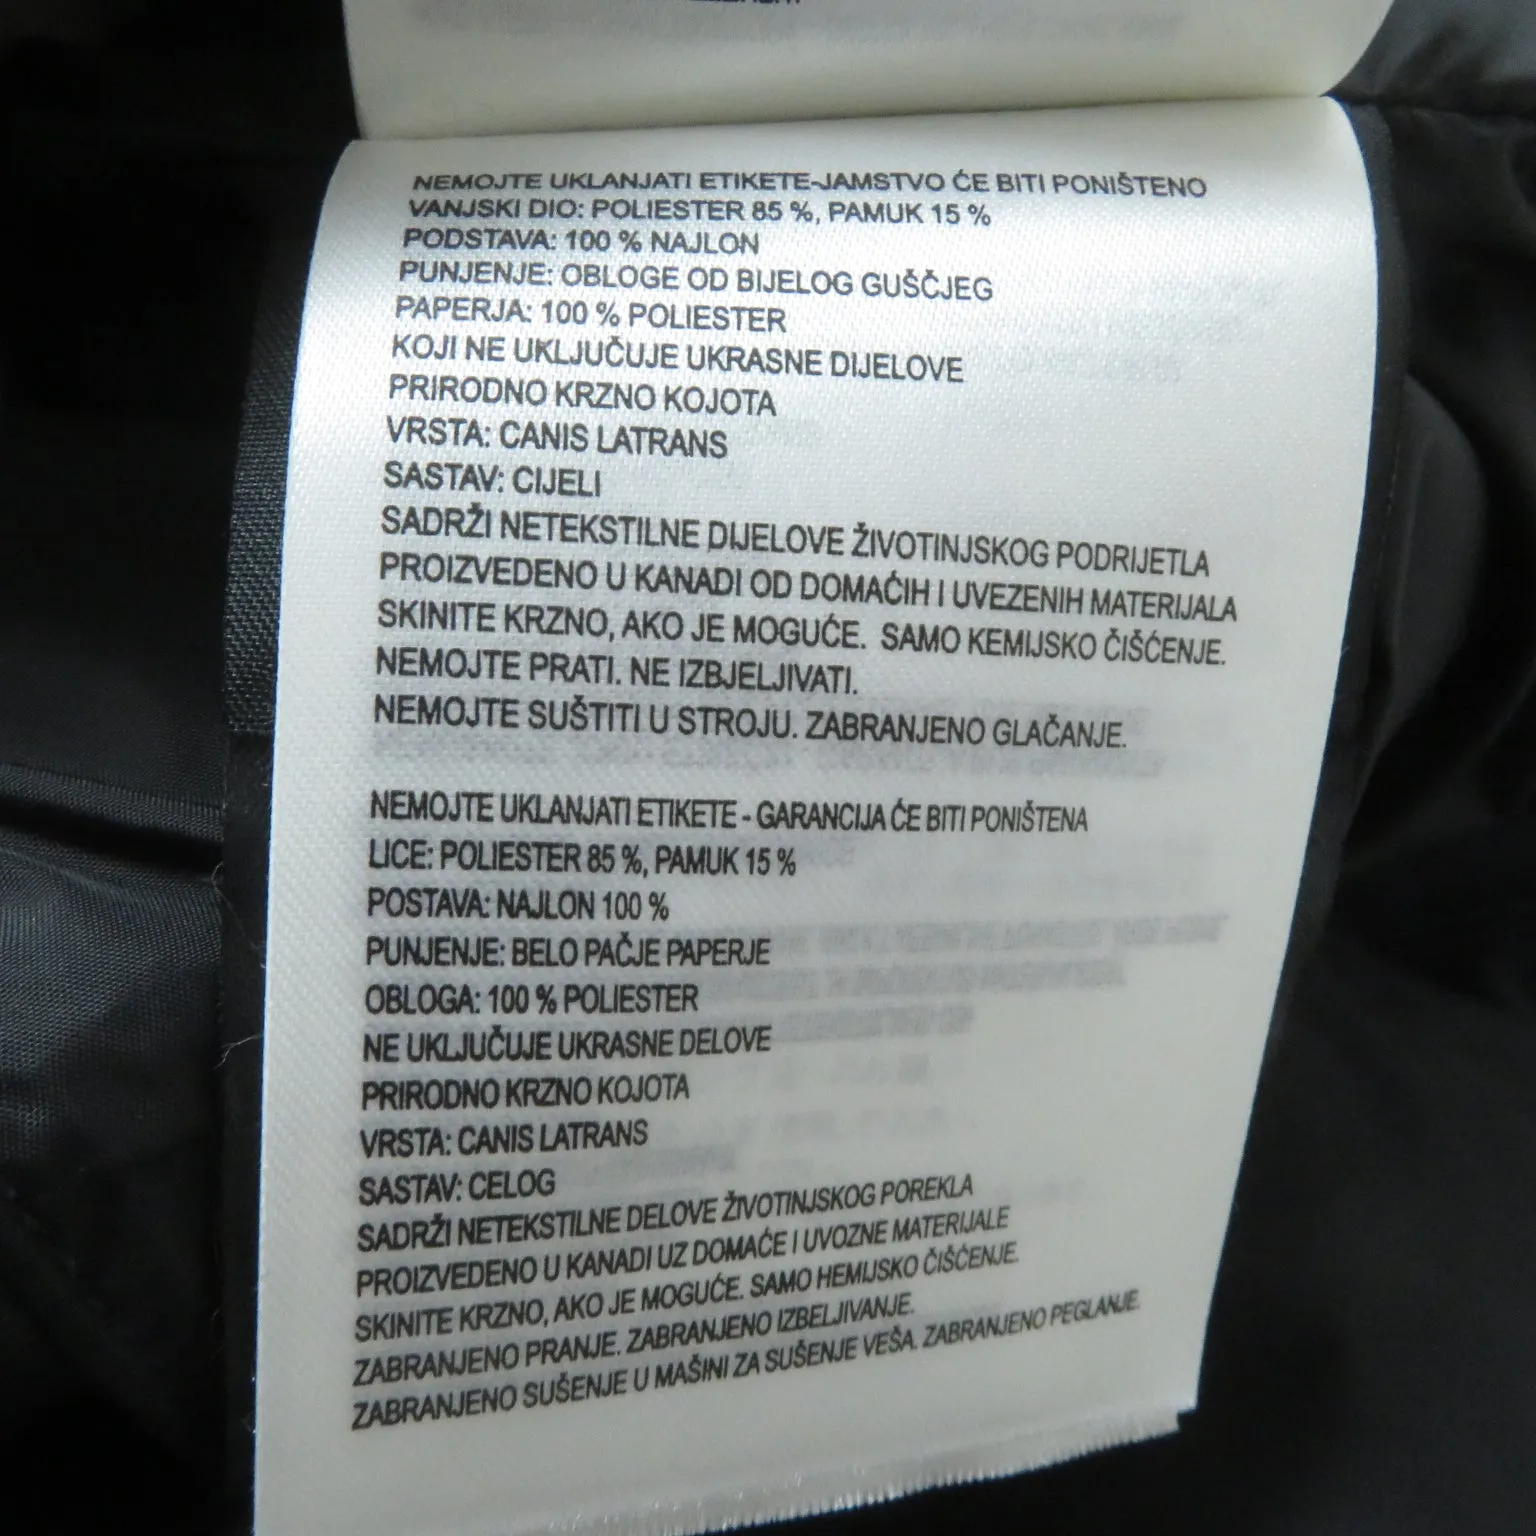 NEMOJTE UKLANJATI ETIKETE-JAMSTVO ĆE BITI PONIŠTENO
VANJSKI DIO: POLIESTER 85 %, PAMUK 15 %
PODSTAVA: 100 % NAJLON
PUNJENJE: OBLOGE OD BIJELOG GUŠČJEG
PAPERJA: 100 % POLIESTER
KOJI NE UKLJUČUJE UKRASNE DIJELOVE
PRIRODNO KRZNO KOJOTA
VRSTA: CANIS LATRANS
SASTAV: CIJELI
SADRŽI NETEKSTILNE DIJELOVE ŽIVOTINJSKOG PODRIJETLA
PROIZVEDENO U KANADI OD DOMAĆIH I UVEZENIH MATERIJALA
SKINITE KRZNO, AKO JE MOGUĆE. SAMO KEMIJSKO ČIŠĆENJE.
NEMOJTE PRATI. NE IZBJELJIVATI.
NEMOJTE SUŠTITI U STROJU. ZABRANJENO GLAČANJE.
NEMOJTE UKLANJATI ETIKETE - GARANCIJA ĆE BITI PONIŠTENA
LICE: POLIESTER 85 %, PAMUK 15 %
POSTAVA: NAJLON 100 %
PUNJENJE: BELO PAČJE PAPERJE
OBLOGA: 100 % POLIESTER
NE UKLJUČUJE UKRASNE DELOVE
PRIRODNO KRZNO KOJOTA
VRSTA: CANIS LATRANS
SASTAV: CELOG
SADRŽI NETEKSTILNE DELOVE ŽIVOTINJSKOG POREKLA
PROIZVEDENO U KANADI UZ DOMAĆE I UVOZNE MATERIJALE
SKINITE KRZNO, AKO JE MOGUĆE. SAMO HEMIJSKO ČIŠĆENJE.
ZABRANJENO PRANJE. ZABRANJENO IZBELJIVANJE.
ZABRANJENO SUŠENJE U MAŠINI ZA SUŠENJE VEŠA. ZABRANJENO PEGLANJE.